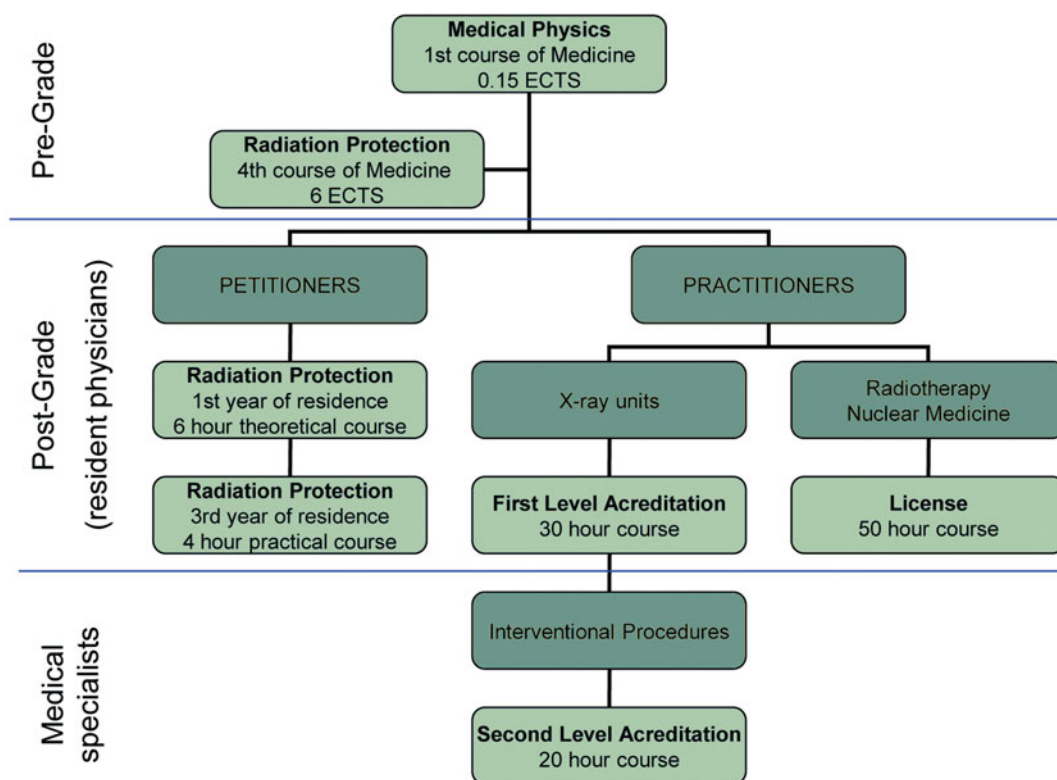 Pre-Grade
Medical Physics
1st course of Medicine
0.15 ECTS
Radiation Protection
4th course of Medicine
6 ECTS
Post-Grade
(resident physicians)
PETITIONERS
PRACTITIONERS
Radiation Protection
1st year of residence
6 hour theoretical course
X-ray units
Radiotherapy
Nuclear Medicine
Radiation Protection
3rd year of residence
4 hour practical course
First Level Acreditation
30 hour course
License
50 hour course
Medical
specialists
Interventional Procedures
Second Level Acreditation
20 hour course